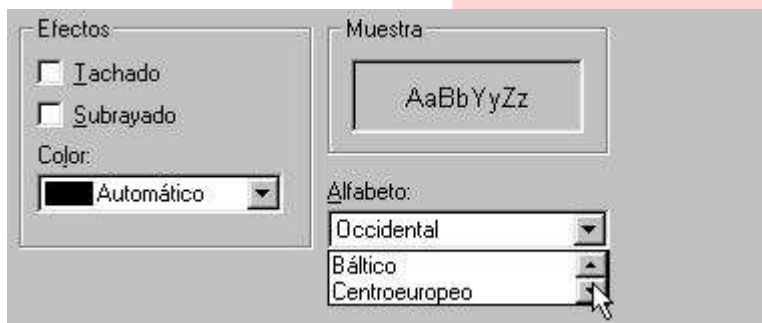 Efectos
Tachado
Subrayado
Color:
Automático
Muestra
AaBbYyZz
Alfabeto:
Occidental
Báltico
Centroeuropeo